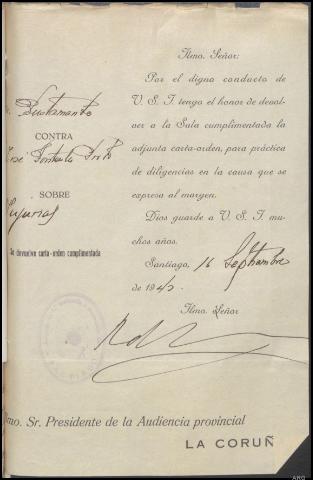 Ilmo. Señor:
Por el digno conducto de
V. S. I. tengo el honor de devol-
ver a la Sala cumplimentada la
adjunta carta-orden, para práctica
de diligencias en la causa que se
expresa al margen.
Dios guarde a V. S. I. mu-
chos años.
Santiago, 16 Septiembre
de 194
Ilmo. Señor
Bustamante
CONTRA
SOBRE
Injurias
Se devuelve carta-orden cumplimentada
lmo. Sr. Presidente de la Audiencia provincial
LA CORUÑ
ARG